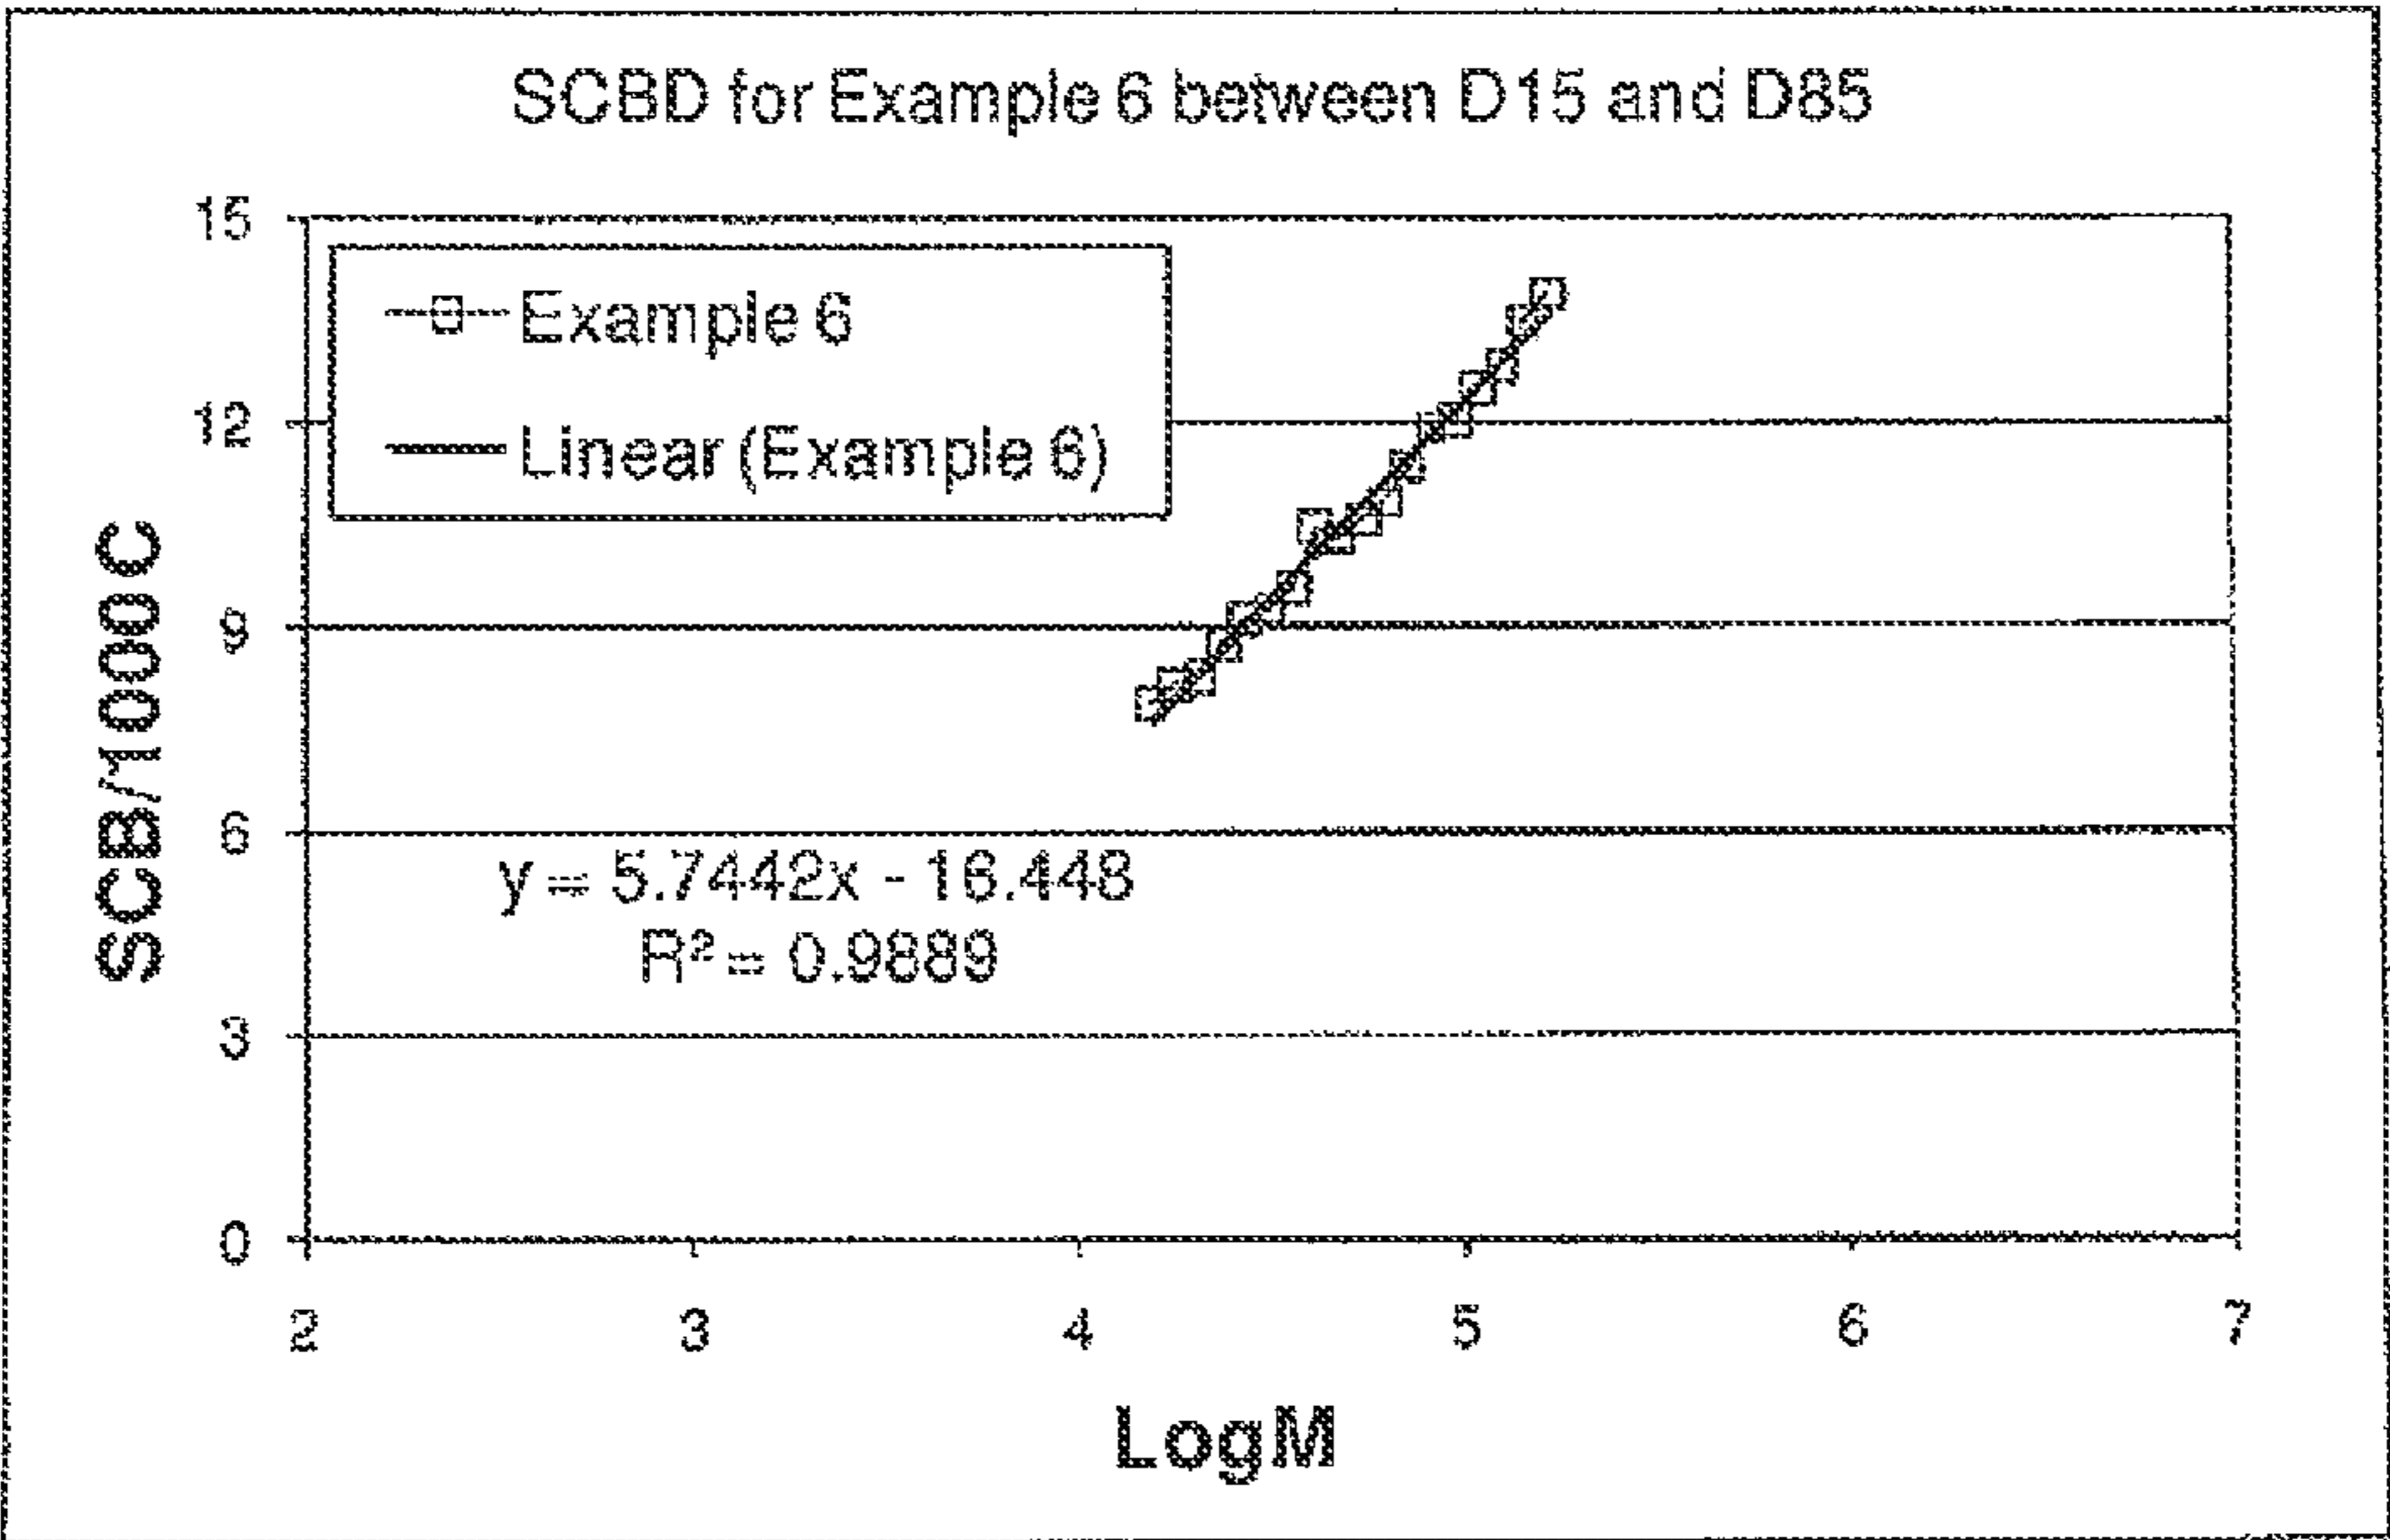 SCBD for Example 6 between D15 and D85
15
12
9
6
3
0
SCB/1000 C
Example 6
Linear (Example 6)
y = 5.7442x - 16.448
R² = 0.9889
2
3
4
5
6
7
LogM